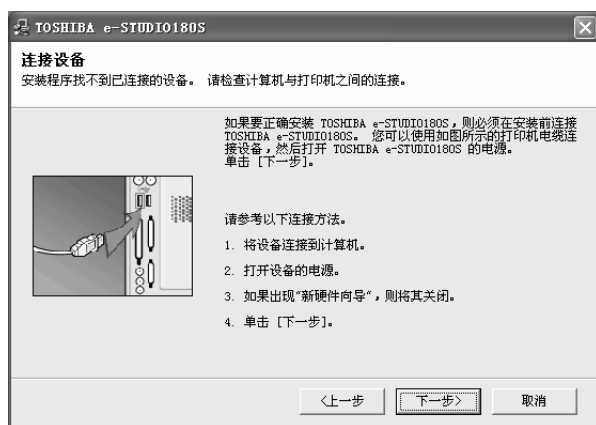 TOSHIBA e-STUDIO180S
连接设备
安装程序找不到已连接的设备。 请检查计算机与打印机之间的连接。
如果要正确安装 TOSHIBA e-STUDIO180S，则必须在安装前连接
TOSHIBA e-STUDIO180S。 您可以使用如图所示的打印机电缆连
接设备，然后打开 TOSHIBA e-STUDIO180S 的电源。
单击 [下一步]。
请参考以下连接方法。
1. 将设备连接到计算机。
2. 打开设备的电源。
3. 如果出现“新硬件向导”，则将其关闭。
4. 单击 [下一步]。
<上一步
下一步>
取消